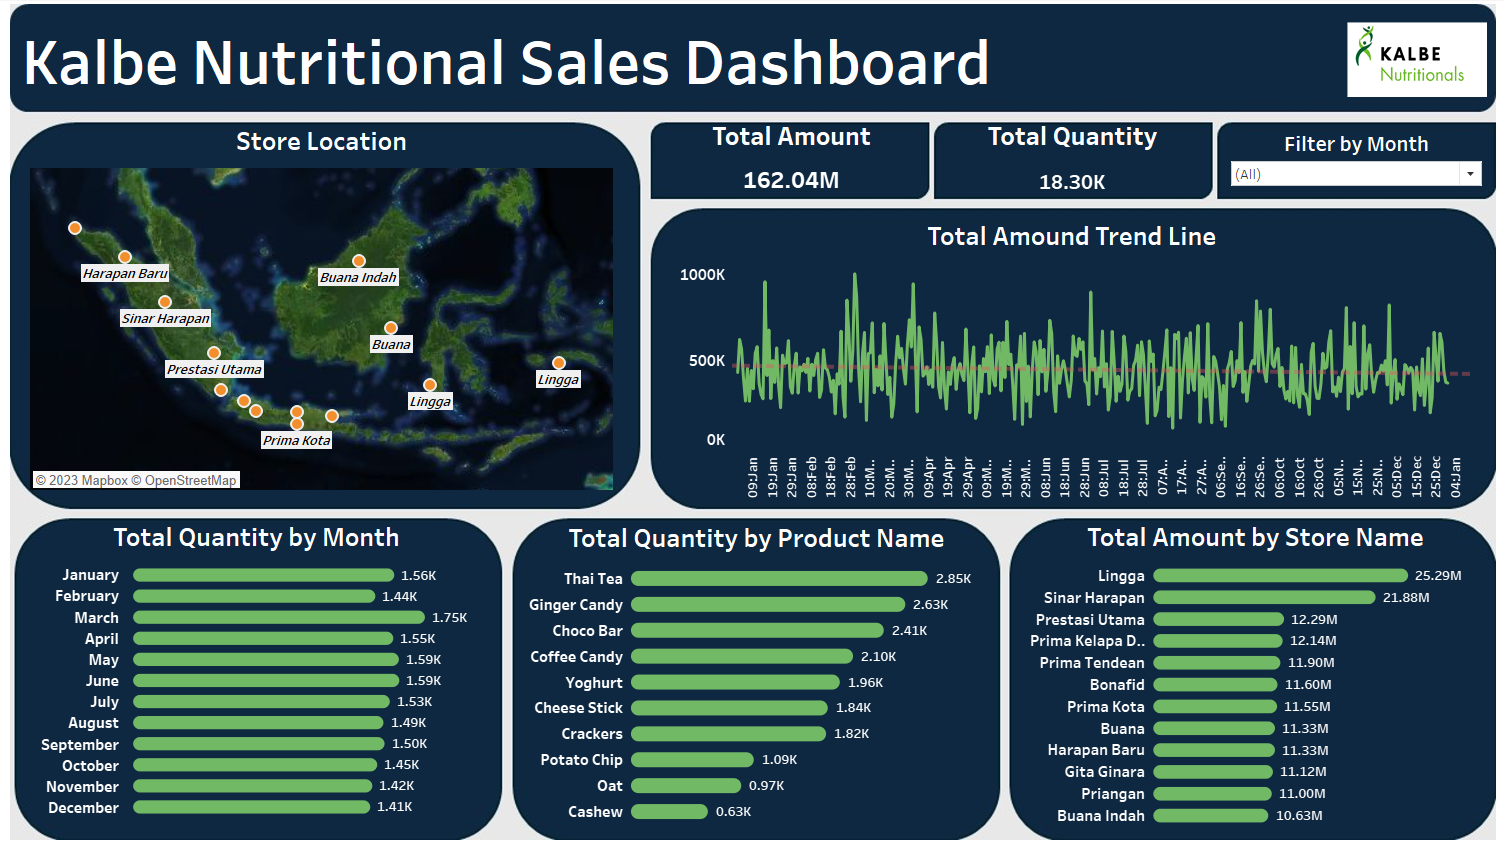 Kalbe Nutritional Sales Dashboard
KALBE
Nutritionals
Store Location
Harapan Baru
Sinar Harapan
Prestasi Utama
Prima Kota
Buana Indah
Buana
Lingga
Lingga
© 2023 Mapbox © OpenStreetMap
Total Amount
162.04M
Total Quantity
18.30K
Filter by Month
(All)
Total Amound Trend Line
1000K
500K
0K
09:Jan
19:Jan
29:Jan
08:Feb
18:Feb
28:Feb
10:M..
20:M..
30:M..
09:Apr
19:Apr
29:Apr
09:M..
19:M..
29:M..
08:Jun
18:Jun
28:Jun
08:Jul
18:Jul
28:Jul
07:A..
17:A..
27:A..
06:Se..
16:Se..
26:Se..
06:Oct
16:Oct
26:Oct
05:N..
15:N..
25:N..
05:Dec
15:Dec
25:Dec
04:Jan
Total Quantity by Month
January 1.56K
February 1.44K
March 1.75K
April 1.55K
May 1.59K
June 1.59K
July 1.53K
August 1.49K
September 1.50K
October 1.45K
November 1.42K
December 1.41K
Total Quantity by Product Name
Thai Tea 2.85K
Ginger Candy 2.63K
Choco Bar 2.41K
Coffee Candy 2.10K
Yoghurt 1.96K
Cheese Stick 1.84K
Crackers 1.82K
Potato Chip 1.09K
Oat 0.97K
Cashew 0.63K
Total Amount by Store Name
Lingga 25.29M
Sinar Harapan 21.88M
Prestasi Utama 12.29M
Prima Kelapa D.. 12.14M
Prima Tendean 11.90M
Bonafid 11.60M
Prima Kota 11.55M
Buana 11.33M
Harapan Baru 11.33M
Gita Ginara 11.12M
Priangan 11.00M
Buana Indah 10.63M